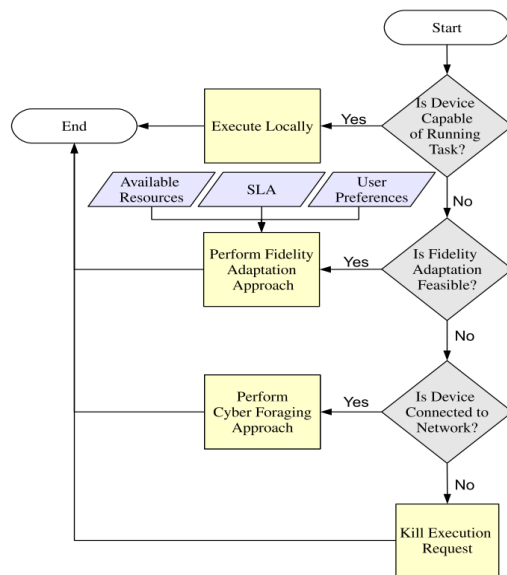 Start
Is Device
Capable
of Running
Task?
Yes
Execute Locally
End
No
Available
Resources
SLA
User
Preferences
Is Fidelity
Adaptation
Feasible?
Yes
Perform Fidelity
Adaptation
Approach
No
Is Device
Connected to
Network?
Yes
Perform
Cyber Foraging
Approach
No
Kill Execution
Request